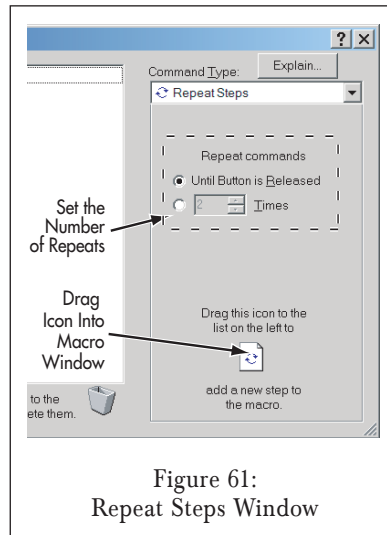 Command Type:
Explain...
Repeat Steps
Repeat commands
Until Button is Released
2 Times
Set the
Number
of Repeats
Drag
Icon Into
Macro
Window
Drag this icon to the
list on the left to
add a new step to
the macro.
to the
ete them.
Figure 61:
Repeat Steps Window